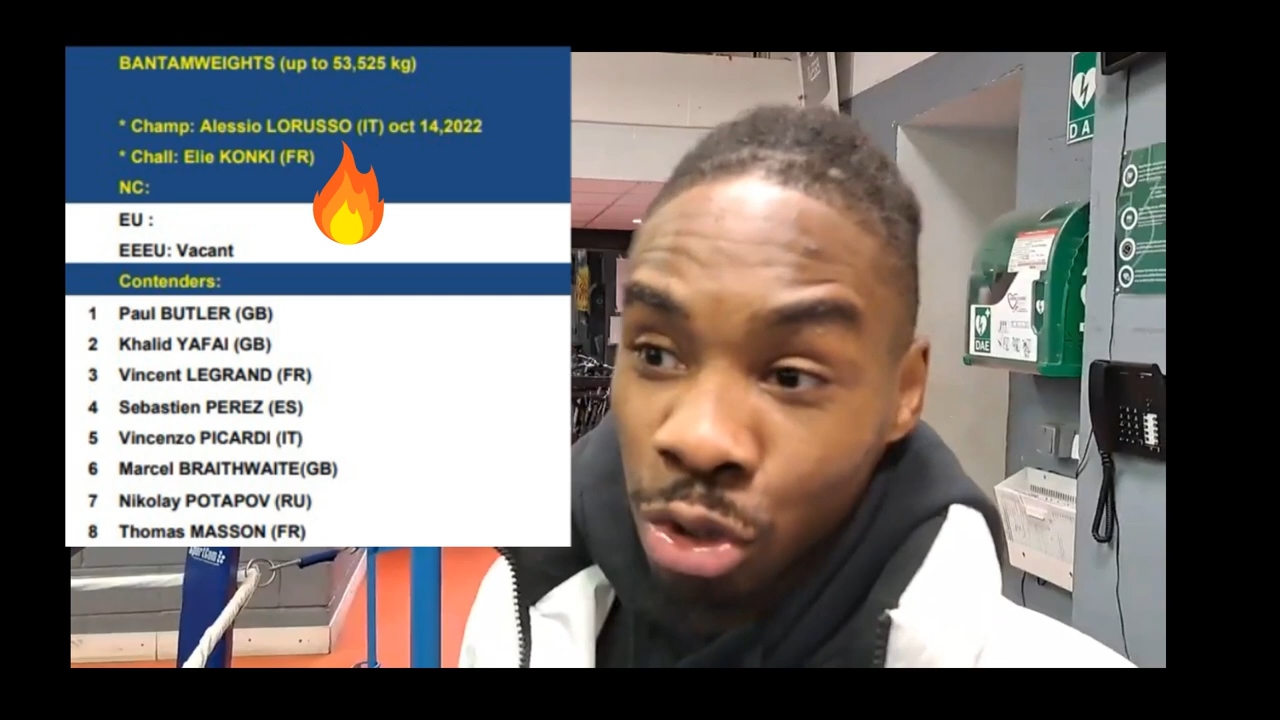 BANTAMWEIGHTS (up to 53,525 kg)
* Champ: Alessio LORUSSO (IT) oct 14,2022
* Chall: Elie KONKI (FR)
NC:
EU :
EEEU: Vacant
Contenders:
1 Paul BUTLER (GB)
2 Khalid YAFAI (GB)
3 Vincent LEGRAND (FR)
4 Sebastien PEREZ (ES)
5 Vincenzo PICARDI (IT)
6 Marcel BRAITHWAITE(GB)
7 Nikolay POTAPOV (RU)
8 Thomas MASSON (FR)
DA
DAE